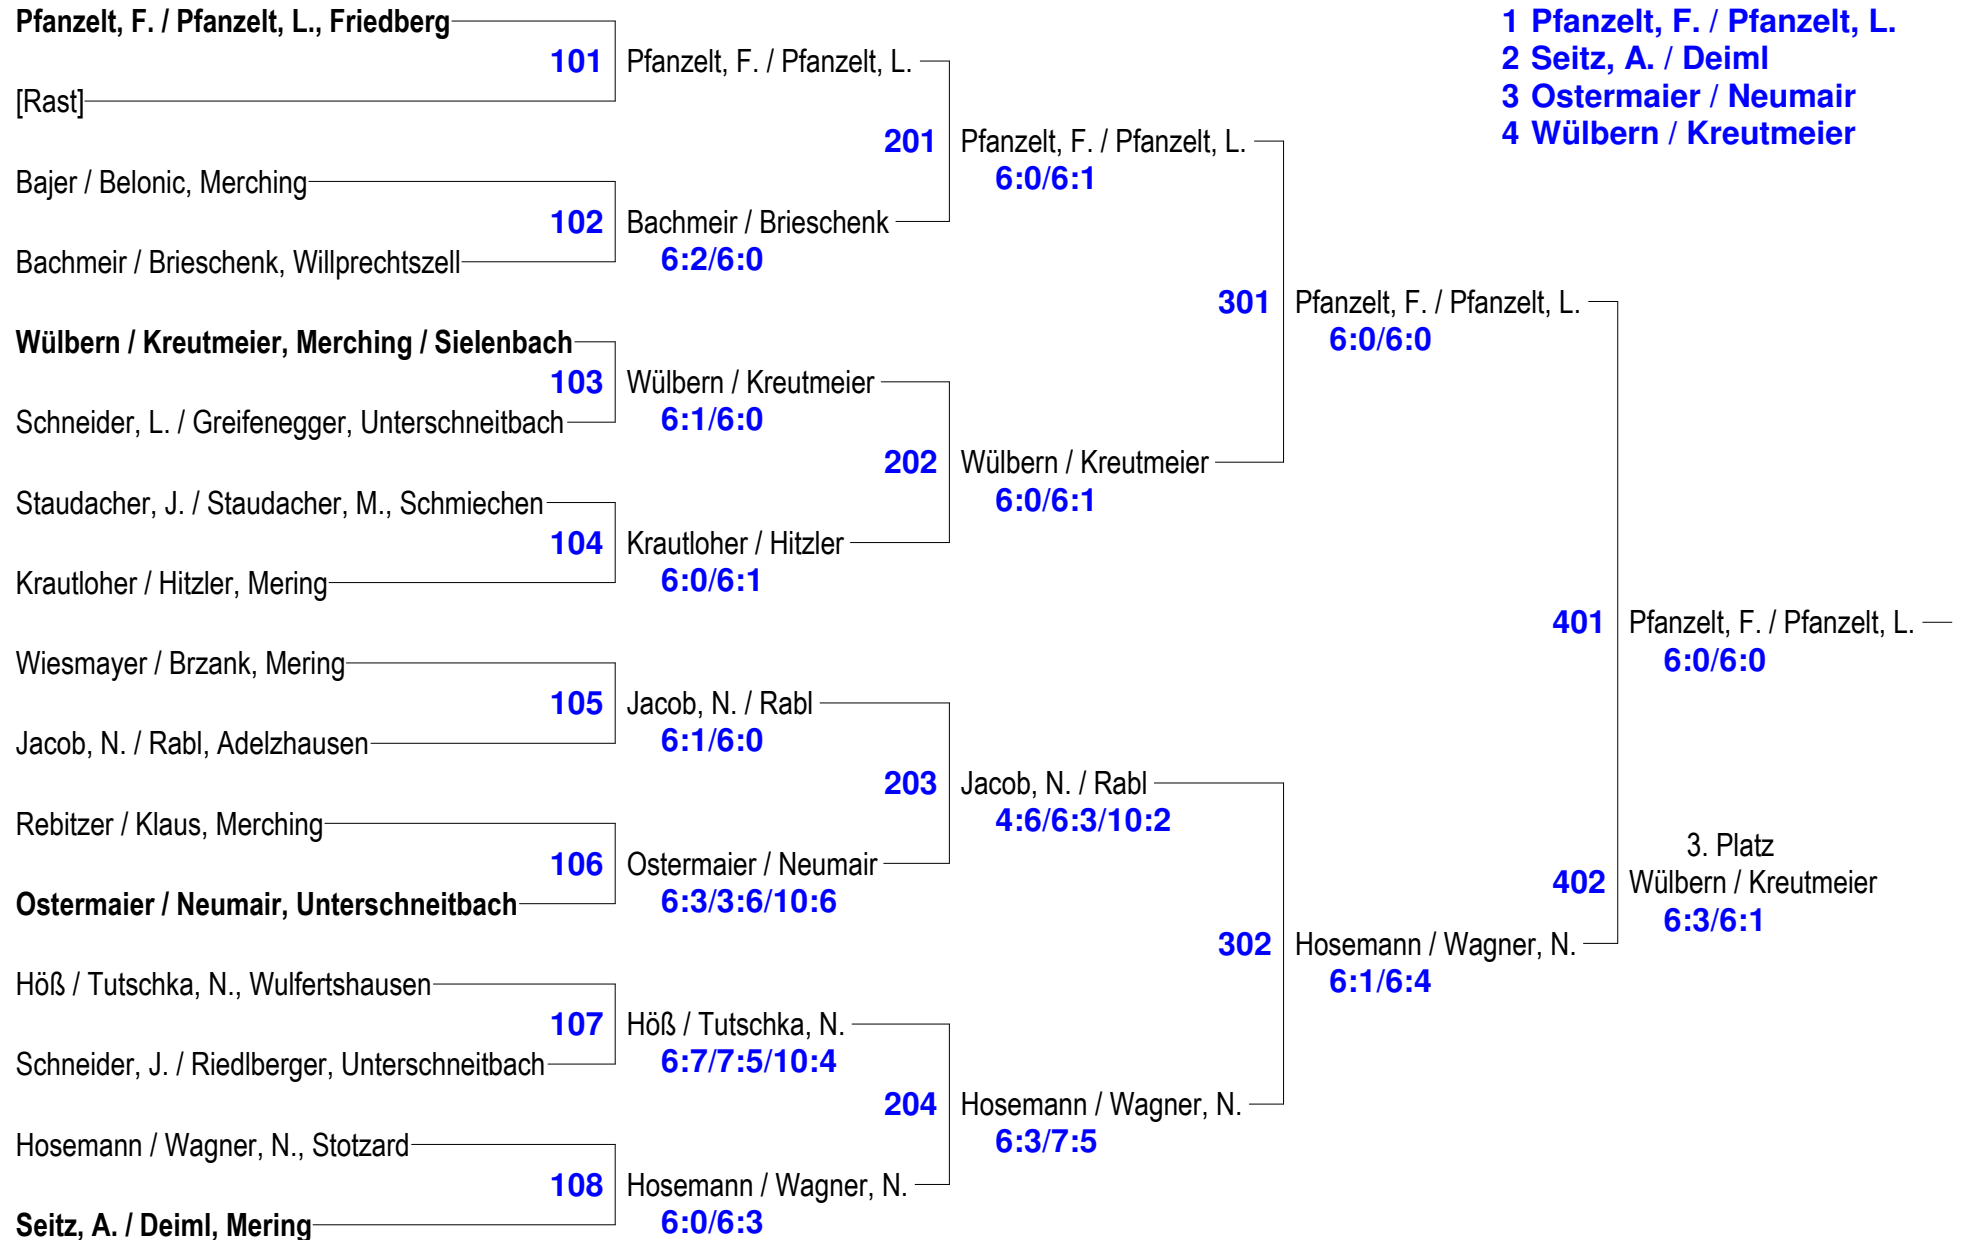 Pfanzelt, F. / Pfanzelt, L., Friedberg
[Rast]
Bajer / Belonic, Merching
Bachmeir / Brieschenk, Willprechtszell
Wülbern / Kreutmeier, Merching / Sielenbach
Schneider, L. / Greifenegger, Unterschneitbach
Staudacher, J. / Staudacher, M., Schmiechen
Krautloher / Hitzler, Mering
Wiesmayer / Brzank, Mering
Jacob, N. / Rabl, Adelzhausen
Rebitzer / Klaus, Merching
Ostermaier / Neumair, Unterschneitbach
Höß / Tutschka, N., Wulfertshausen
Schneider, J. / Riedlberger, Unterschneitbach
Hosemann / Wagner, N., Stotzard
Seitz, A. / Deiml, Mering
101 Pfanzelt, F. / Pfanzelt, L.
102 Bachmeir / Brieschenk
6:2/6:0
103 Wülbern / Kreutmeier
6:1/6:0
104 Krautloher / Hitzler
6:0/6:1
105 Jacob, N. / Rabl
6:1/6:0
106 Ostermaier / Neumair
6:3/3:6/10:6
107 Höß / Tutschka, N.
6:7/7:5/10:4
108 Hosemann / Wagner, N.
6:0/6:3
201 Pfanzelt, F. / Pfanzelt, L.
6:0/6:1
202 Wülbern / Kreutmeier
6:0/6:1
203 Jacob, N. / Rabl
4:6/6:3/10:2
204 Hosemann / Wagner, N.
6:3/7:5
301 Pfanzelt, F. / Pfanzelt, L.
6:0/6:0
302 Hosemann / Wagner, N.
6:1/6:4
401 Pfanzelt, F. / Pfanzelt, L.
6:0/6:0
3. Platz
402 Wülbern / Kreutmeier
6:3/6:1
1 Pfanzelt, F. / Pfanzelt, L.
2 Seitz, A. / Deiml
3 Ostermaier / Neumair
4 Wülbern / Kreutmeier